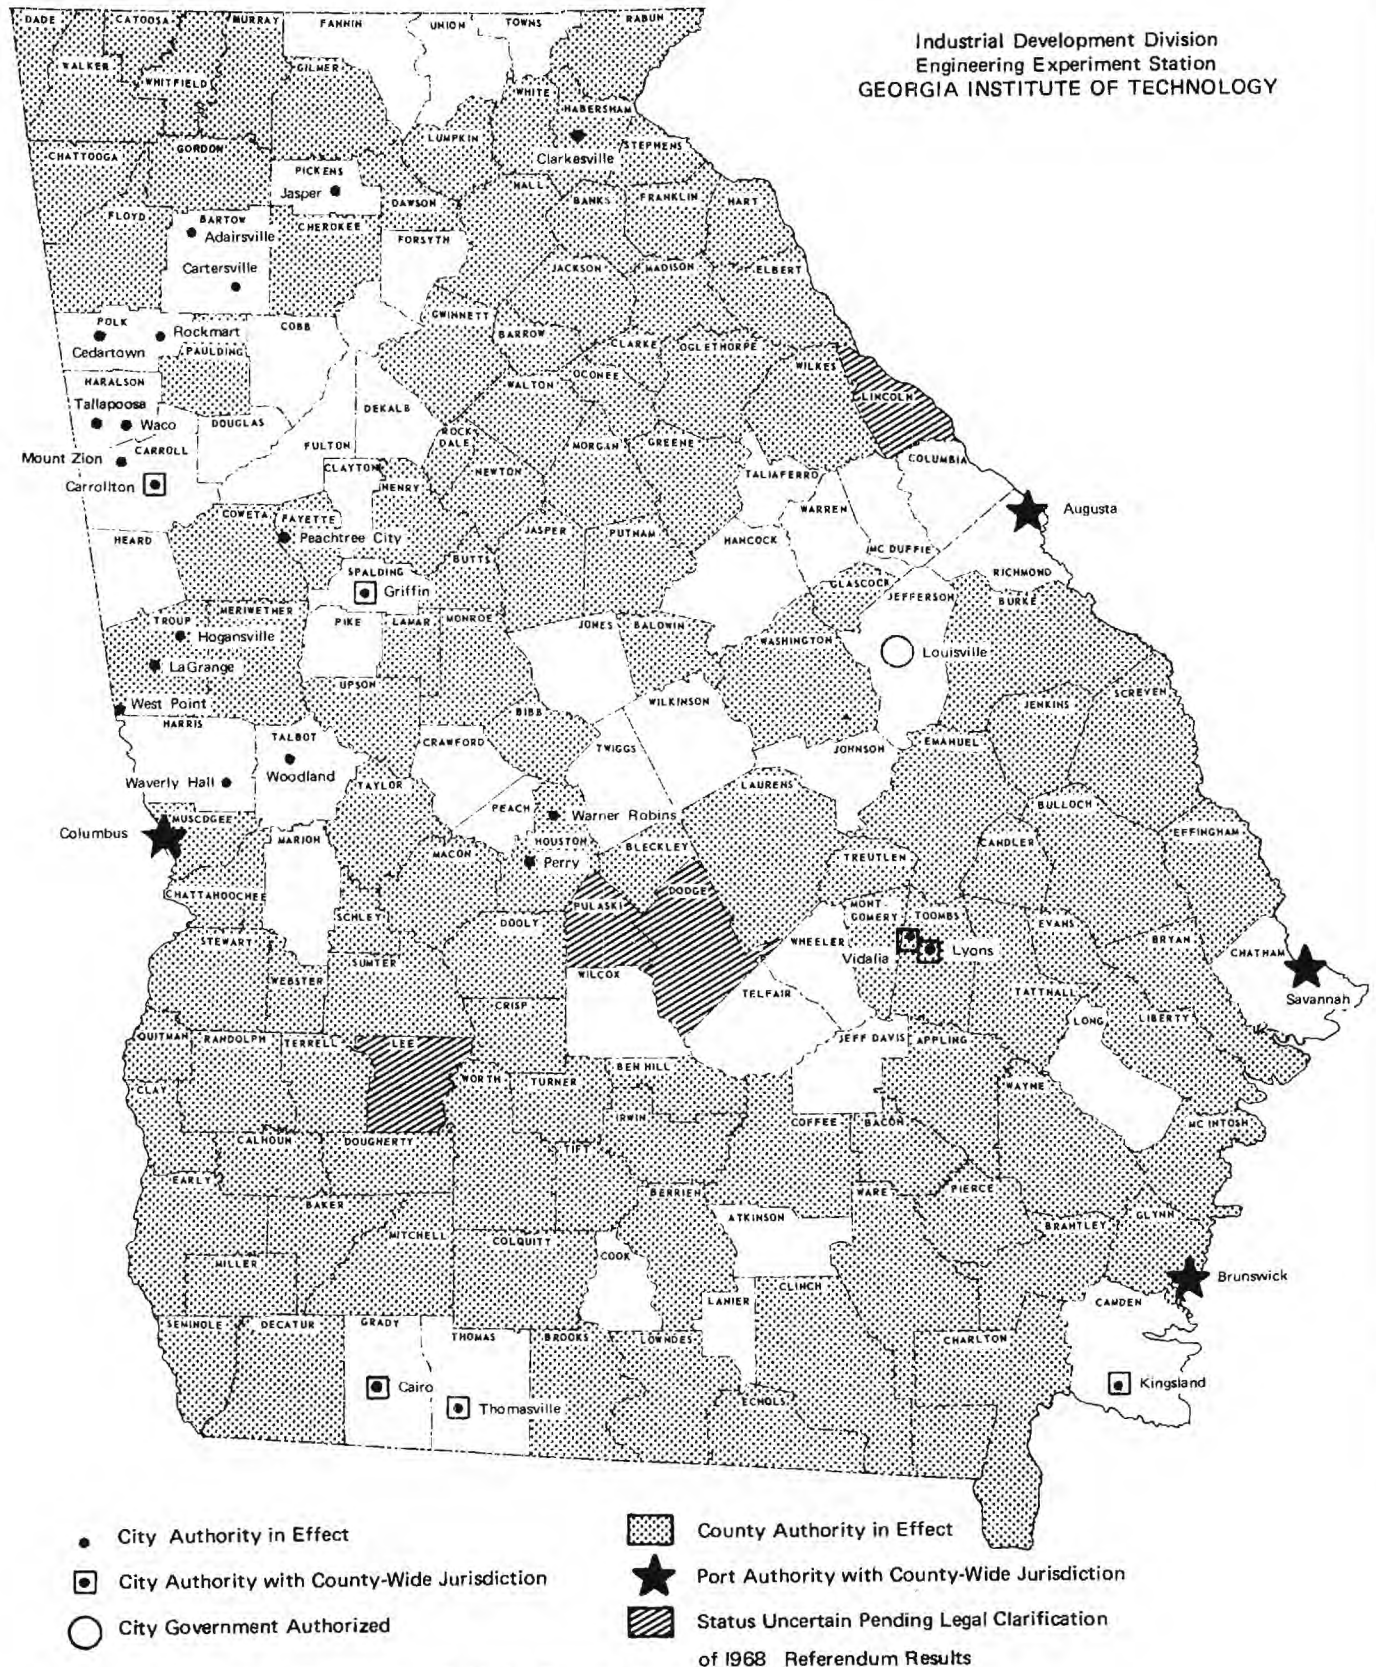 Industrial Development Division
Engineering Experiment Station
GEORGIA INSTITUTE OF TECHNOLOGY
DADE
CATOOSA
MURRAY
FANNIN
UNION
TOWNS
RABUN
WALKER
WHITFIELD
GILMER
WHITE
HABERSHAM
LUMPKIN
Clarkesville
STEPHENS
CHATTOOGA
GORDON
PICKENS
Jasper
DAWSON
HALL
BANKS
FRANKLIN
HART
FLOYD
BARTOW
Adairsville
CHEROKEE
FORSYTH
Cartersville
JACKSON
MADISON
ELBERT
POLK
Rockmart
COBB
GWINNETT
BARROW
CLARKE
OGLETHORPE
Cedartown
PAULDING
OCONEE
WILKES
HARALSON
WALTON
LINCOLN
Tallapoosa
Waco
DOUGLAS
DEKALB
ROCK
DALE
FULTON
MORGAN
GREENE
Mount Zion
CARROLL
CLAYTON
NEWTON
TALIAFERRO
COLUMBIA
Carrollton
HENRY
COWETA
FAYETTE
WARREN
Augusta
HEARD
Peachtree City
JASPER
PUTNAM
HANCOCK
MC DUFFIE
BUTTS
SPALDING
Griffin
GLASCOCK
RICHMOND
MERIWETHER
JEFFERSON
BURKE
TROUP
Hogansville
PIKE
LAMAR
MONROE
JONES
BALDWIN
WASHINGTON
Louisville
LaGrange
UPSON
SCREVEN
West Point
WILKINSON
JENKINS
HARRIS
BIBB
TALBOT
CRAWFORD
TWIGGS
JOHNSON
EMANUEL
Waverly Hall
Woodland
TAYLOR
LAURENS
PEACH
Warner Robins
BULLOCH
Columbus
MUSCOGEE
MARION
HOUSTON
BLECKLEY
CANDLER
EFFINGHAM
MACON
Perry
TREUTLEN
CHATTAHOOCHEE
DODGE
SCHLEY
PULASKI
MONT-
GOMERY
TOOMBS
DOOLY
EVANS
STEWART
WHEELER
Vidalia
Lyons
BRYAN
CHATHAM
SUMTER
WEBSTER
WILCOX
TELFAIR
TATTNALL
Savannah
CRISP
LONG
LIBERTY
QUITMAN
RANDOLPH
TERRELL
LEE
JEFF DAVIS
APPLING
CLAY
WORTH
TURNER
BEN HILL
WAYNE
IRWIN
COFFEE
BACON
MC INTOSH
CALHOUN
DOUGHERTY
TIFT
EARLY
BAKER
BERRIEN
WARE
PIERCE
ATKINSON
GLYNN
BRANTLEY
MITCHELL
COLQUITT
COOK
MILLER
CLINCH
Brunswick
LANIER
CAMDEN
SEMINOLE
DECATUR
GRADY
THOMAS
BROOKS
LOWNDES
CHARLTON
Cairo
Thomasville
ECHOLS
Kingsland
City Authority in Effect
City Authority with County-Wide Jurisdiction
City Government Authorized
County Authority in Effect
Port Authority with County-Wide Jurisdiction
Status Uncertain Pending Legal Clarification
of 1968 Referendum Results